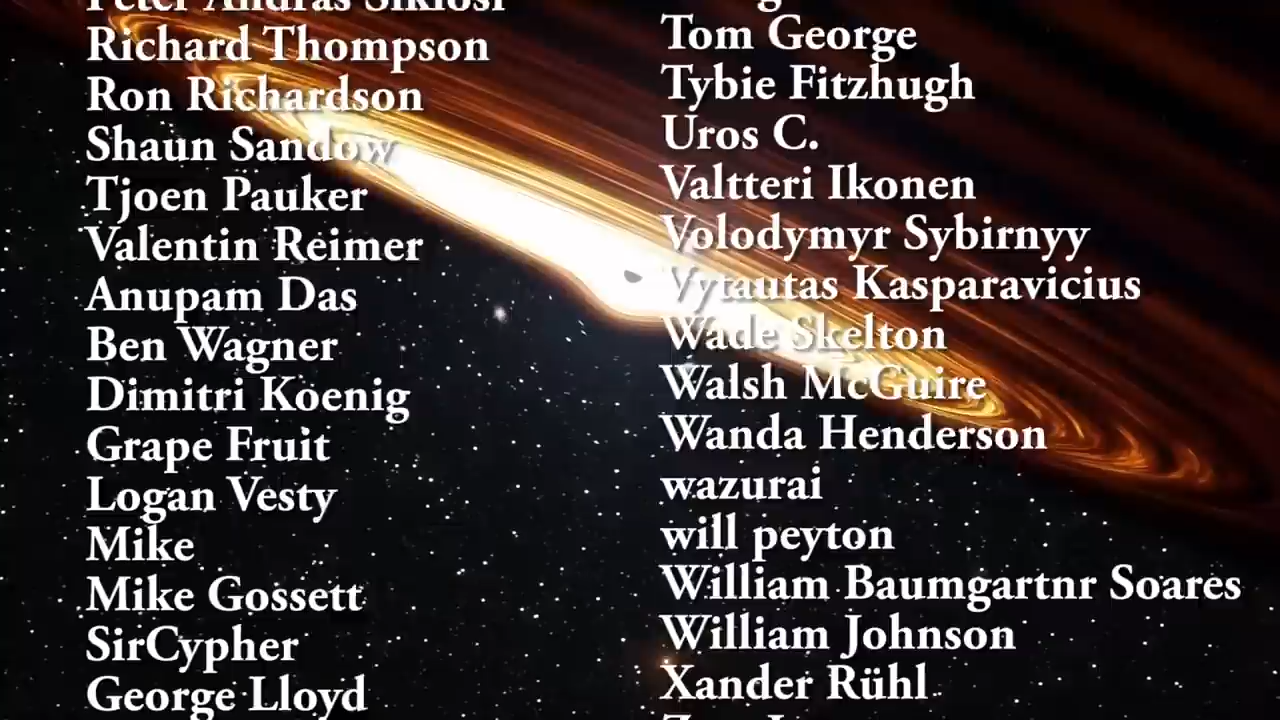 Richard Thompson
Ron Richardson
Shaun Sandow
Tjoen Pauker
Valentin Reimer
Anupam Das
Ben Wagner
Dimitri Koenig
Grape Fruit
Logan Vesty
Mike
Mike Gossett
SirCypher
George Lloyd
Tom George
Tybie Fitzhugh
Uros C.
Valtteri Ikonen
Volodymyr Sybirnyy
Vytautas Kasparavicius
Wade Skelton
Walsh McGuire
Wanda Henderson
wazurai
will peyton
William Baumgartnr Soares
William Johnson
Xander Rühl